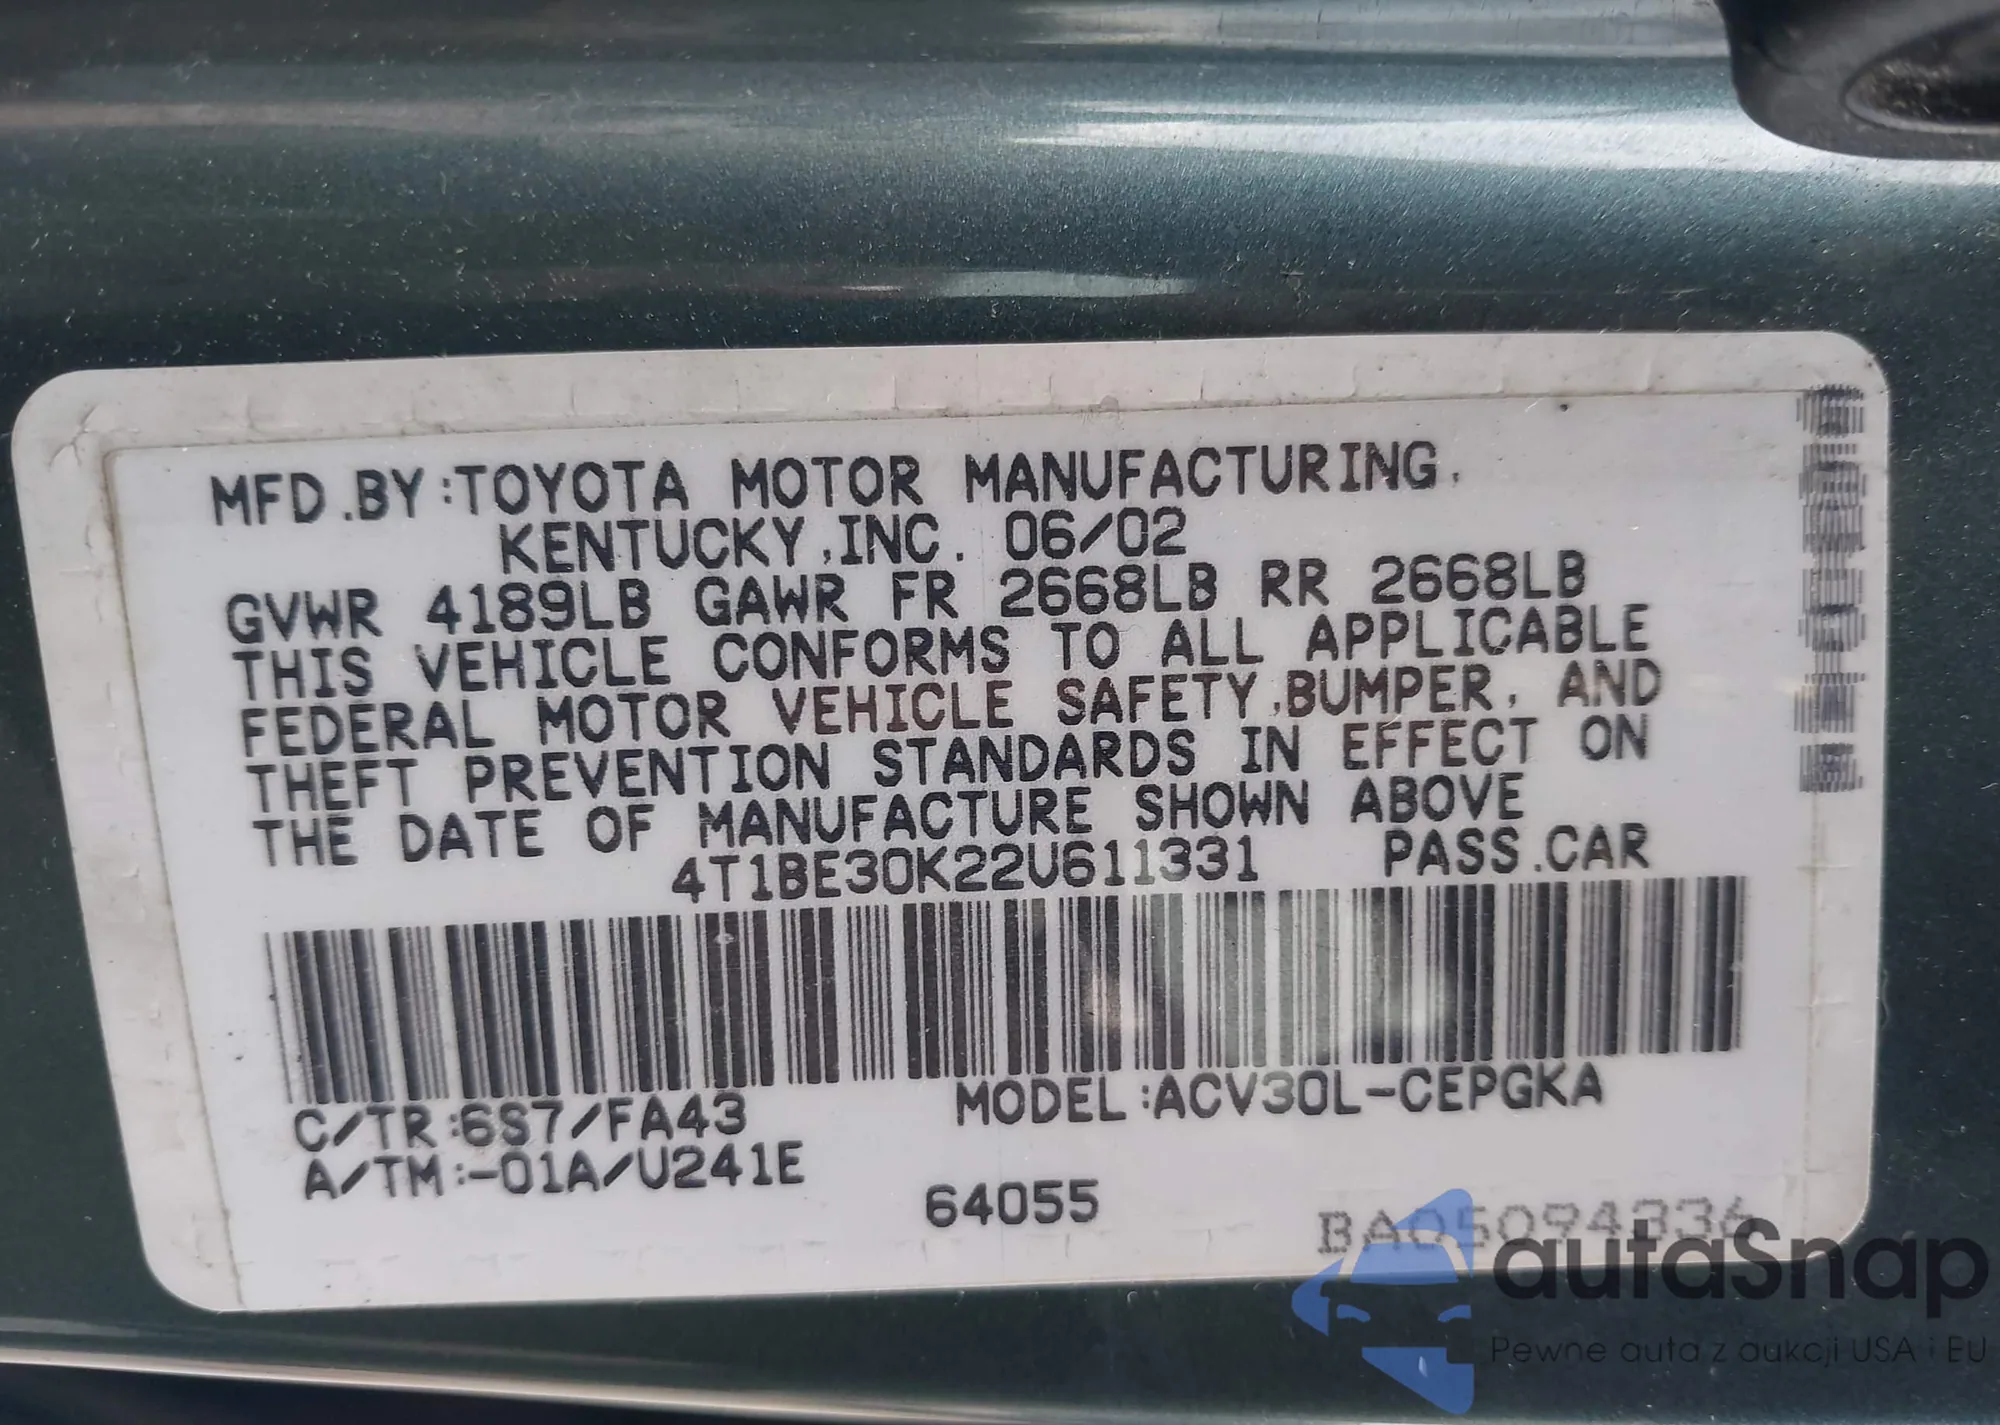 MFD.BY:TOYOTA MOTOR MANUFACTURING,
KENTUCKY,INC. 06/02
GVWR 4189LB GAWR FR 2668LB RR 2668LB
THIS VEHICLE CONFORMS TO ALL APPLICABLE
FEDERAL MOTOR VEHICLE SAFETY,BUMPER, AND
THEFT PREVENTION STANDARDS IN EFFECT ON
THE DATE OF MANUFACTURE SHOWN ABOVE
4T1BE30K22U611331 PASS.CAR
C/TR:6S7/FA43 MODEL:ACV30L-CEPGKA
A/TM:-01A/U241E
64055 BA05094336
autaSnap
Pewne auta z aukcji USA i EU